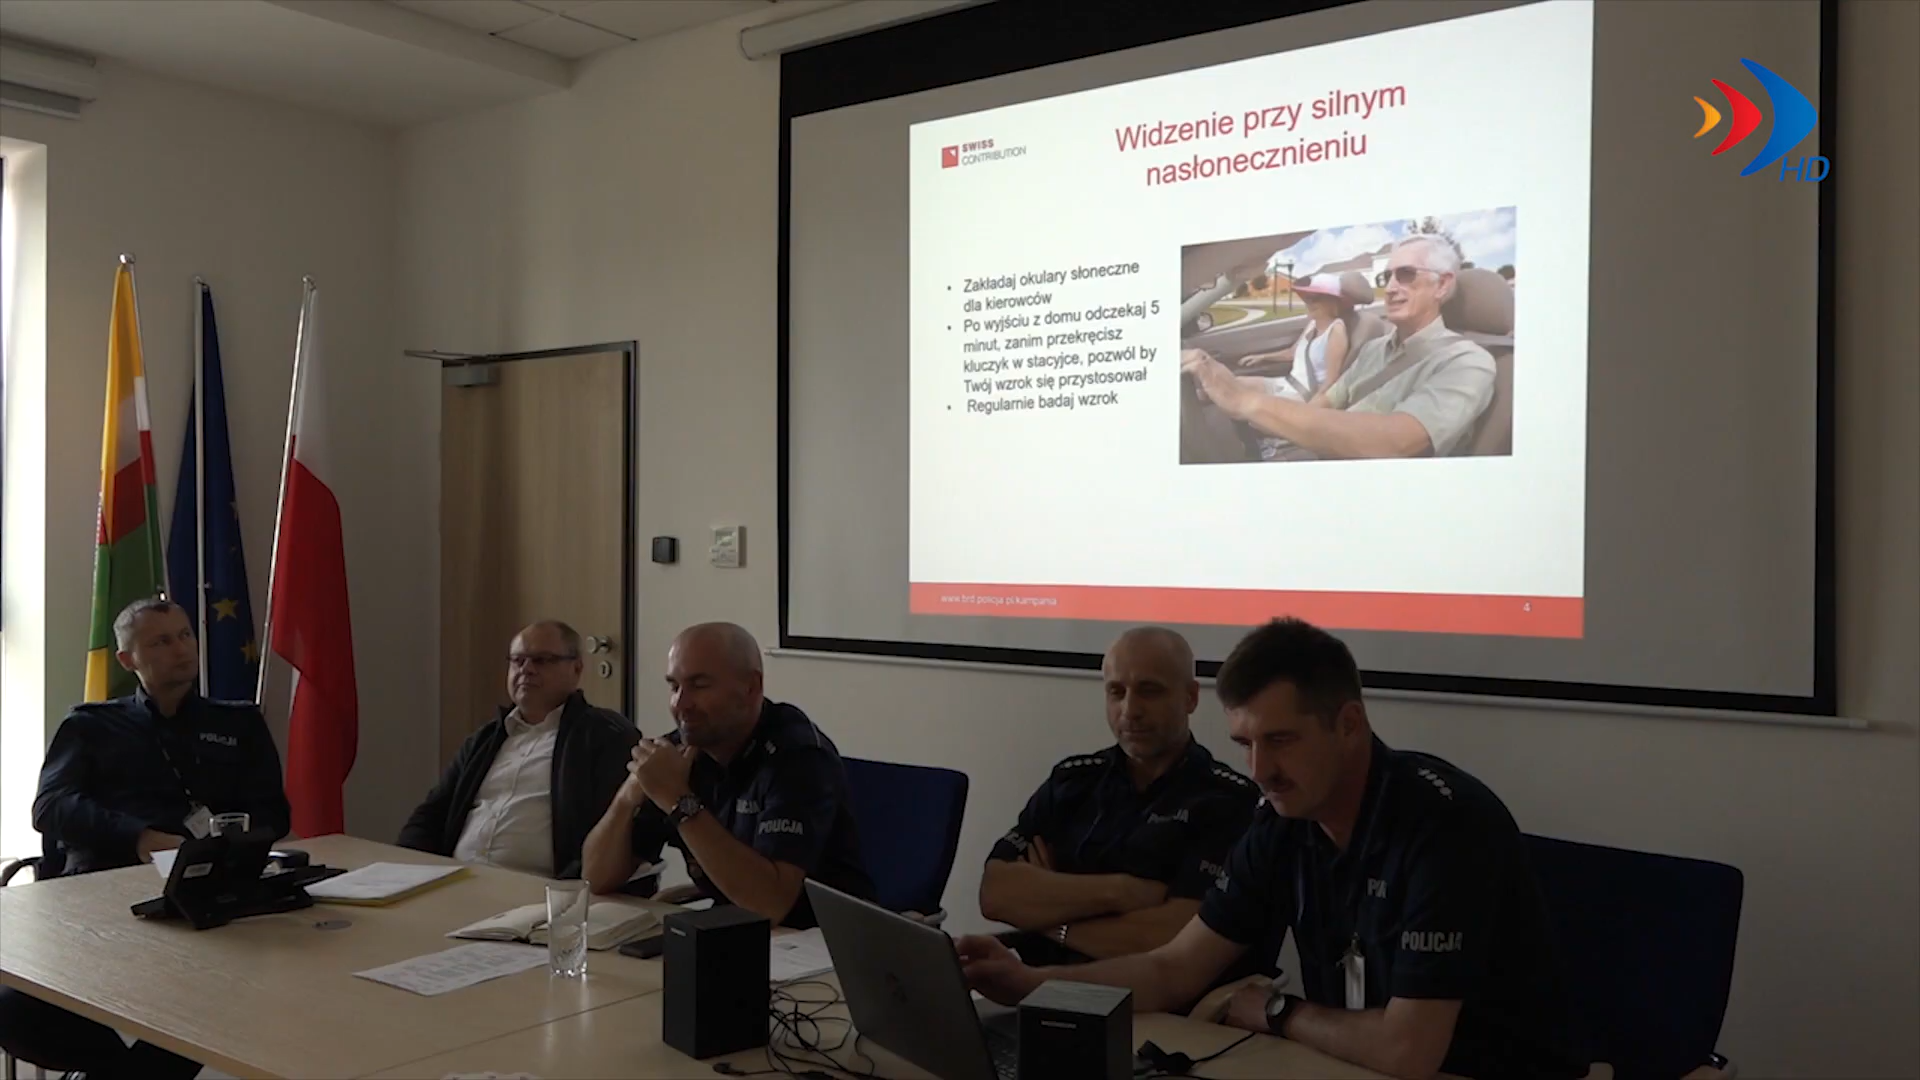 HD
SWISS
CONTRIBUTION
Widzenie przy silnym
nasłonecznieniu
• Zakładaj okulary słoneczne
dla kierowców
• Po wyjściu z domu odczekaj 5
minut, zanim przekręcisz
kluczyk w stacyjce, pozwól by
Twój wzrok się przystosował
• Regularnie badaj wzrok
www.brd.policja.pl/kampania
4
POLICJA
POLICJA
POLICJA
POLICJA